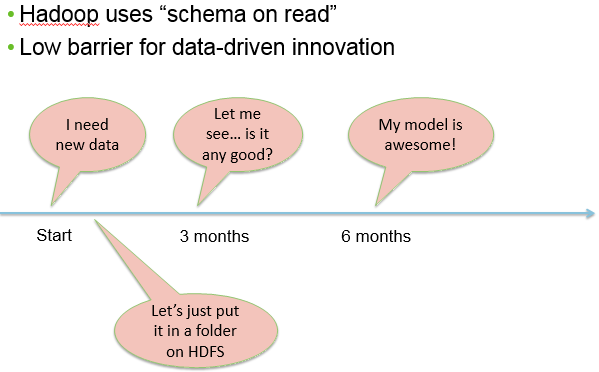 • Hadoop uses “schema on read”
• Low barrier for data-driven innovation
I need
new data
Let me
see... is it
any good?
My model is
awesome!
Start
3 months
6 months
Let’s just put
it in a folder
on HDFS